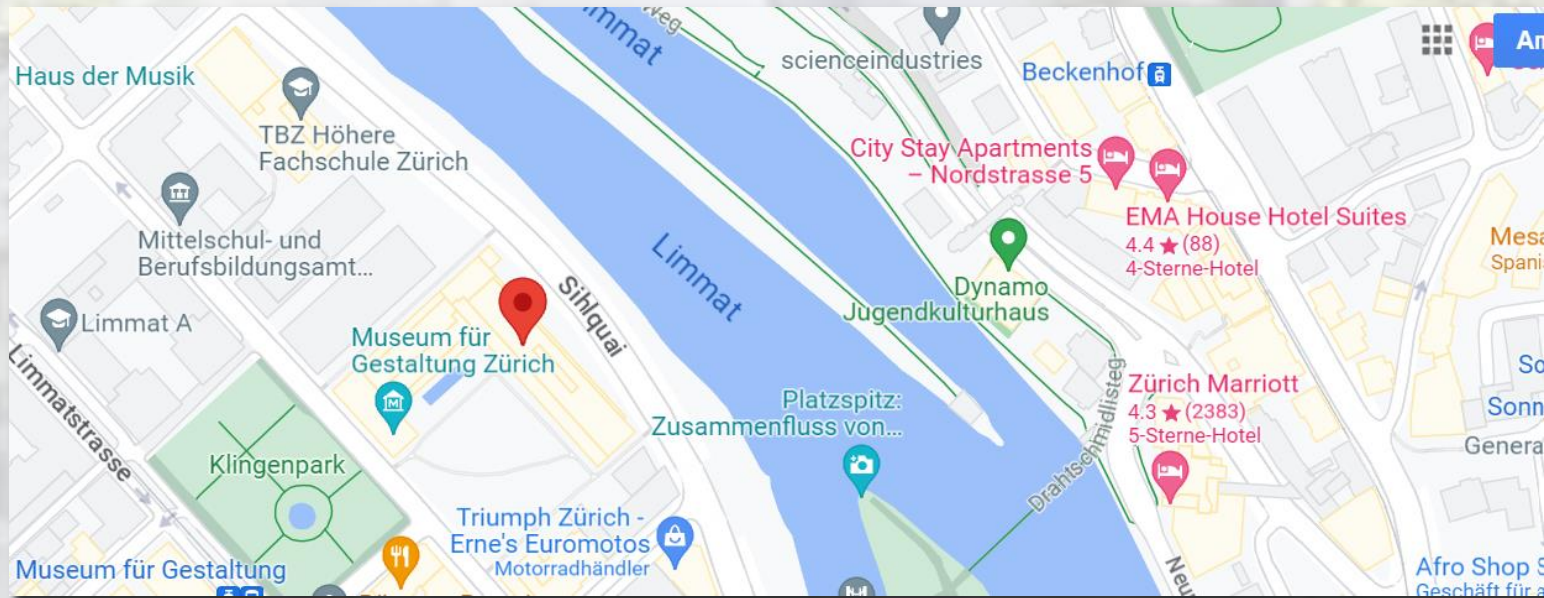 Weg
Limmat
scienceindustries
Beckenhof
Haus der Musik
TBZ Höhere
Fachschule Zürich
City Stay Apartments
– Nordstrasse 5
EMA House Hotel Suites
4.4 ★ (88)
4-Sterne-Hotel
Mittelschul- und
Berufsbildungsamt...
Limmat
Sihlquai
Dynamo
Jugendkulturhaus
Limmat A
Museum für
Gestaltung Zürich
Limmatstrasse
Platzspitz:
Zusammenfluss von...
Drahtschmidlisteg
Zürich Marriott
4.3 ★ (2383)
5-Sterne-Hotel
Klingenpark
Triumph Zürich -
Erne's Euromotos
Motorradhändler
Museum für Gestaltung
Afro Shop
Geschäft für